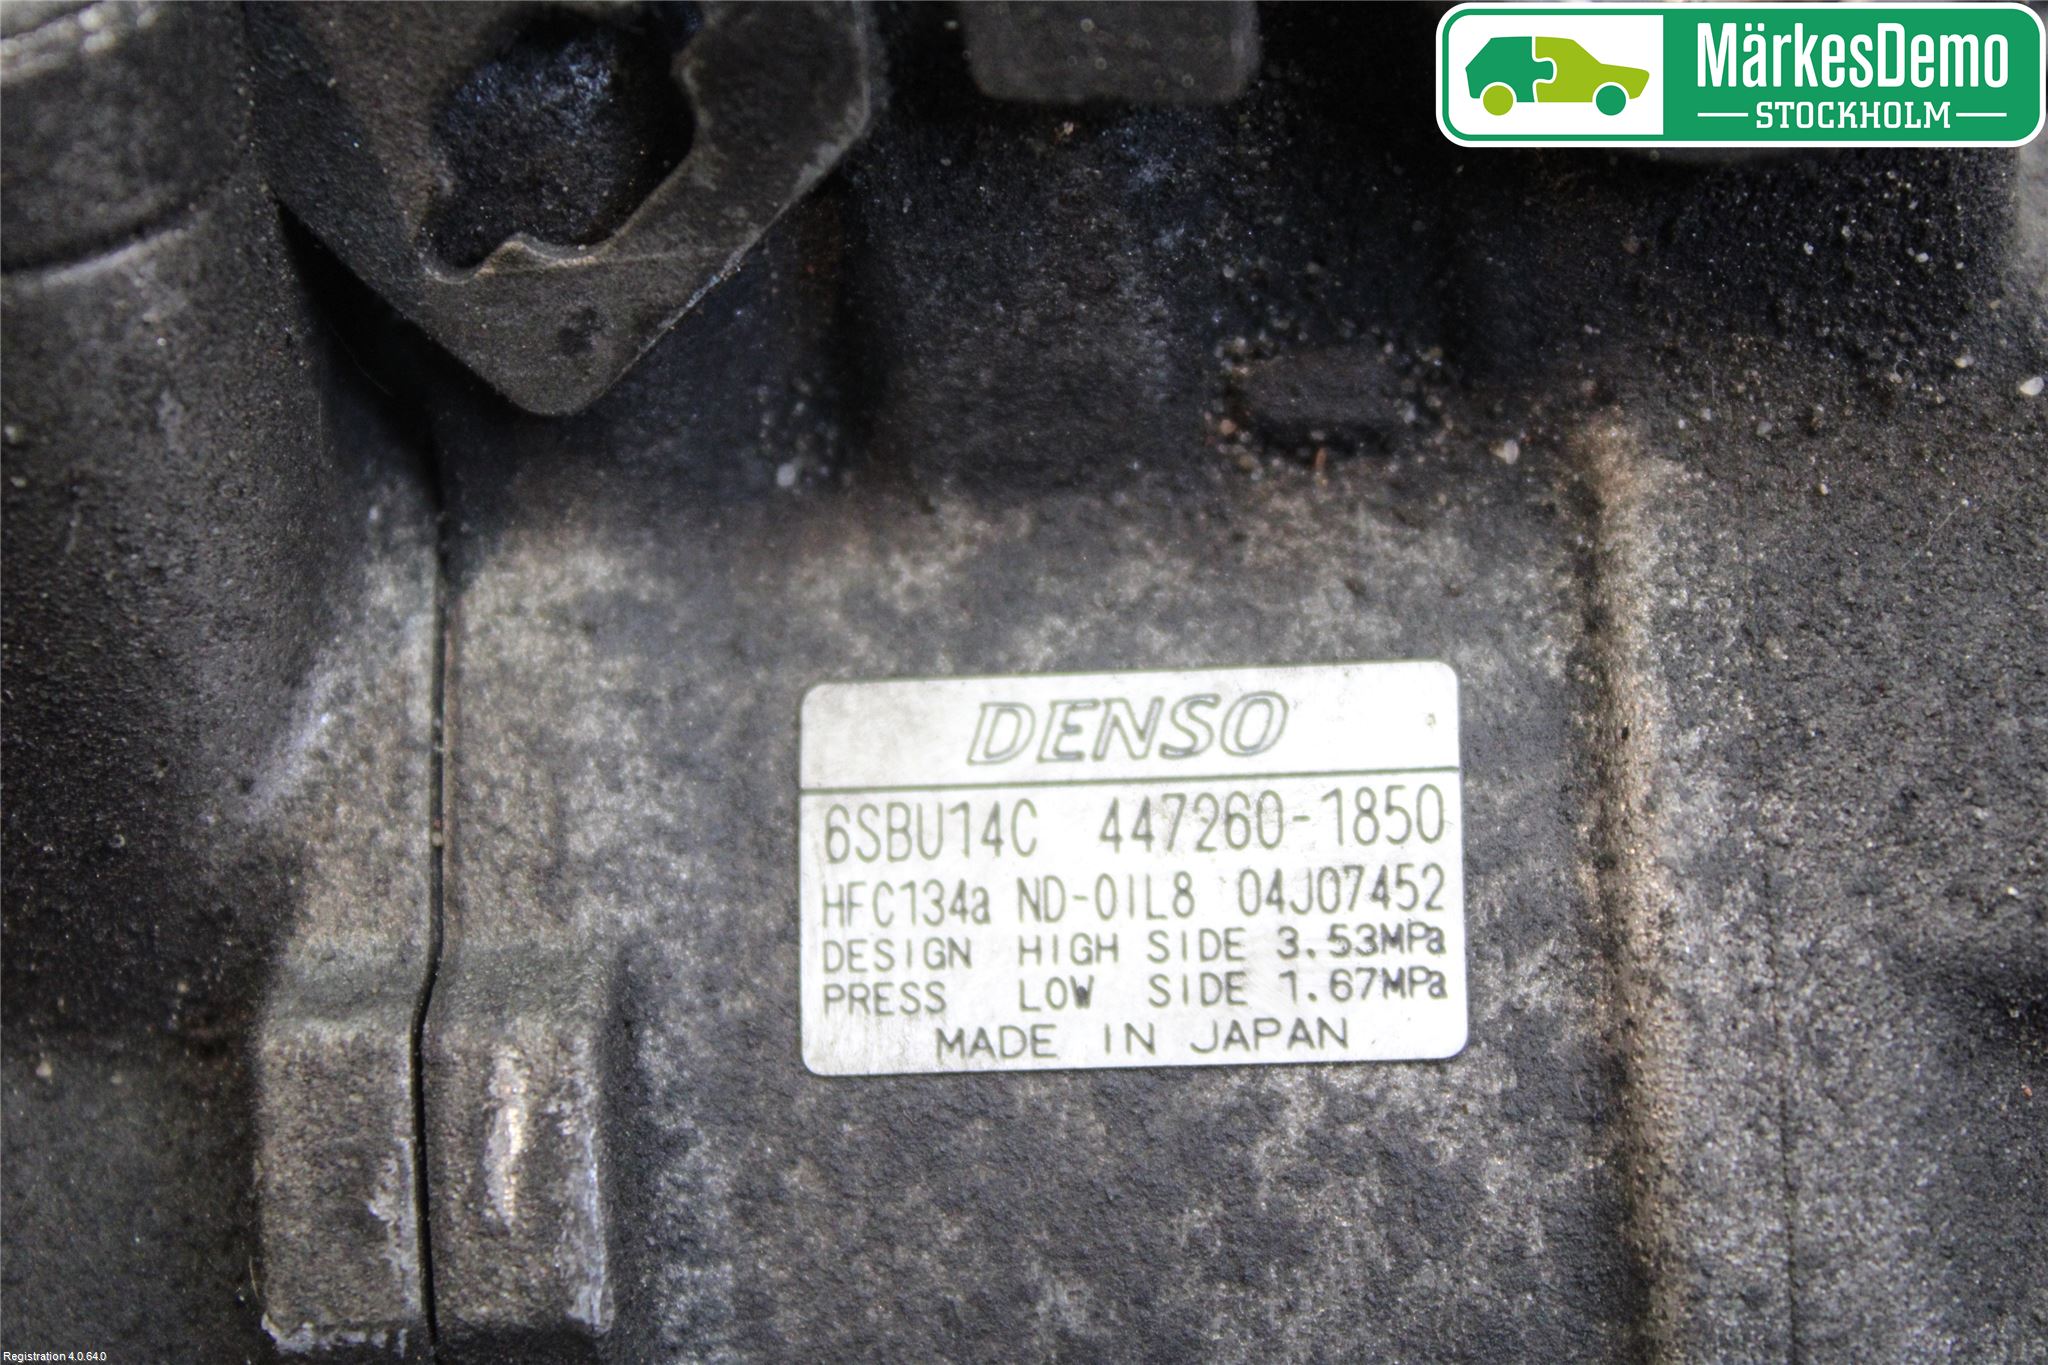 MärkesDemo
STOCKHOLM
DENSO
6SBU14C 447260-1850
HFC134a ND-OIL8 04J07452
DESIGN HIGH SIDE 3.53MPa
PRESS LOW SIDE 1.67MPa
MADE IN JAPAN
Registration 4.0.64.0